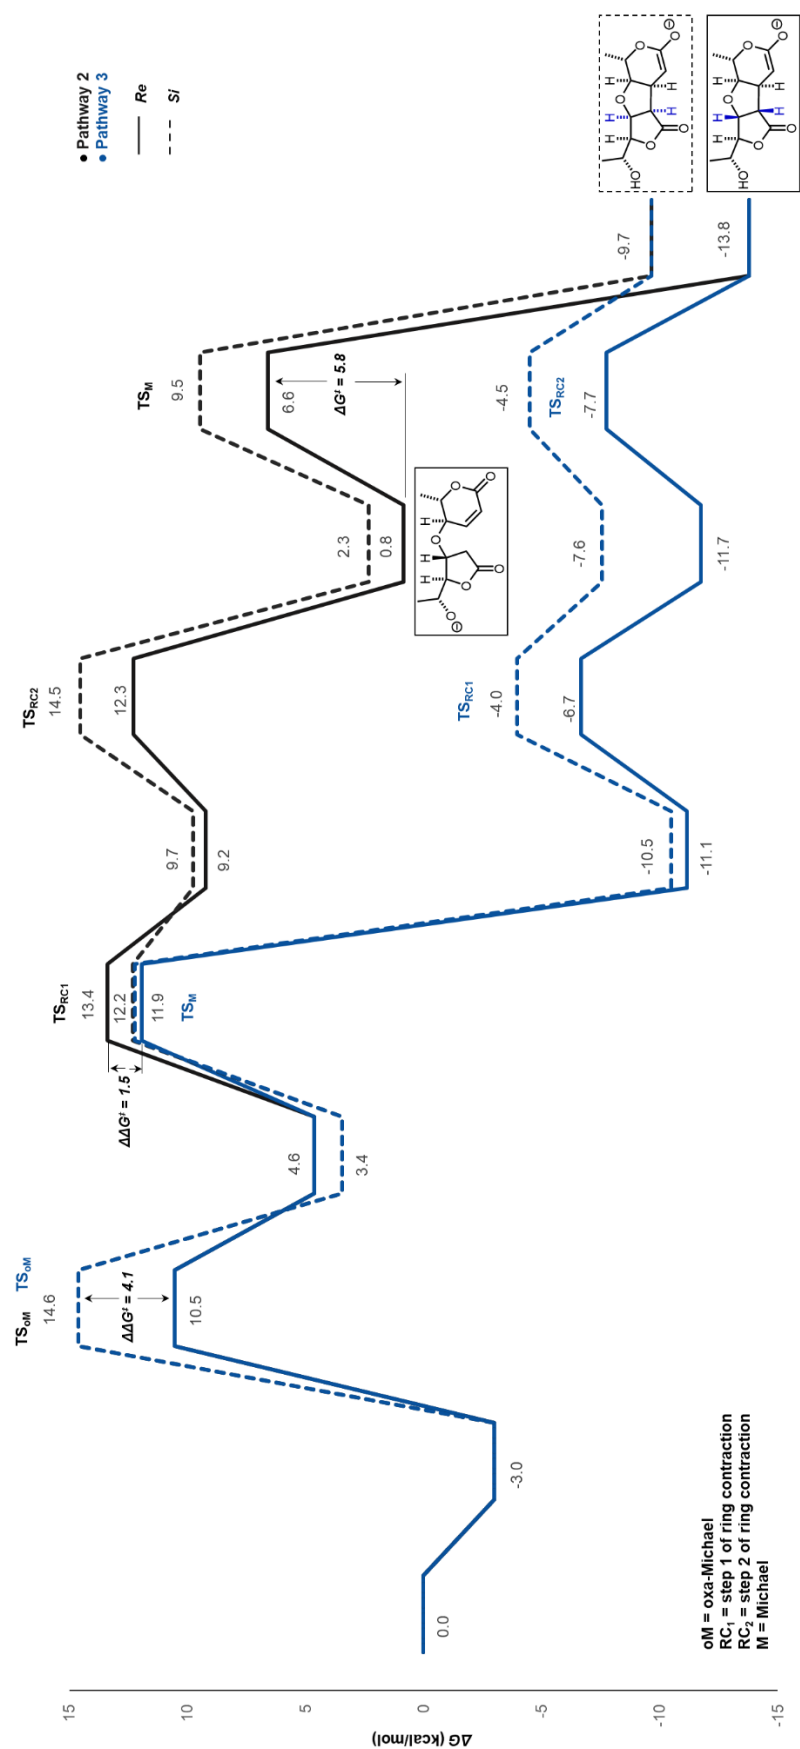 ΔG (kcal/mol)
15
10
5
0
-5
-10
-15
oM = oxa-Michael
RC₁ = step 1 of ring contraction
RC₂ = step 2 of ring contraction
M = Michael
0.0
-3.0
TSoM TSoM
14.6
ΔΔG‡ = 4.1
10.5
4.6
3.4
ΔΔG‡ = 1.5
TSRC1
13.4
12.2
11.9
TSM
9.7
9.2
-10.5
-11.1
TSRC2
14.5
12.3
TSRC1
-4.0
-6.7
2.3
0.8
H H H
O O O O O
⊖
-7.6
-11.7
TSM
9.5
6.6
ΔG‡ = 5.8
-4.5
TSRC2
-7.7
-9.7
-13.8
• Pathway 2
• Pathway 3
Re
Si
HO H H H H H
O O O O O
⊖
HO H H H H H
O O O O O
⊖